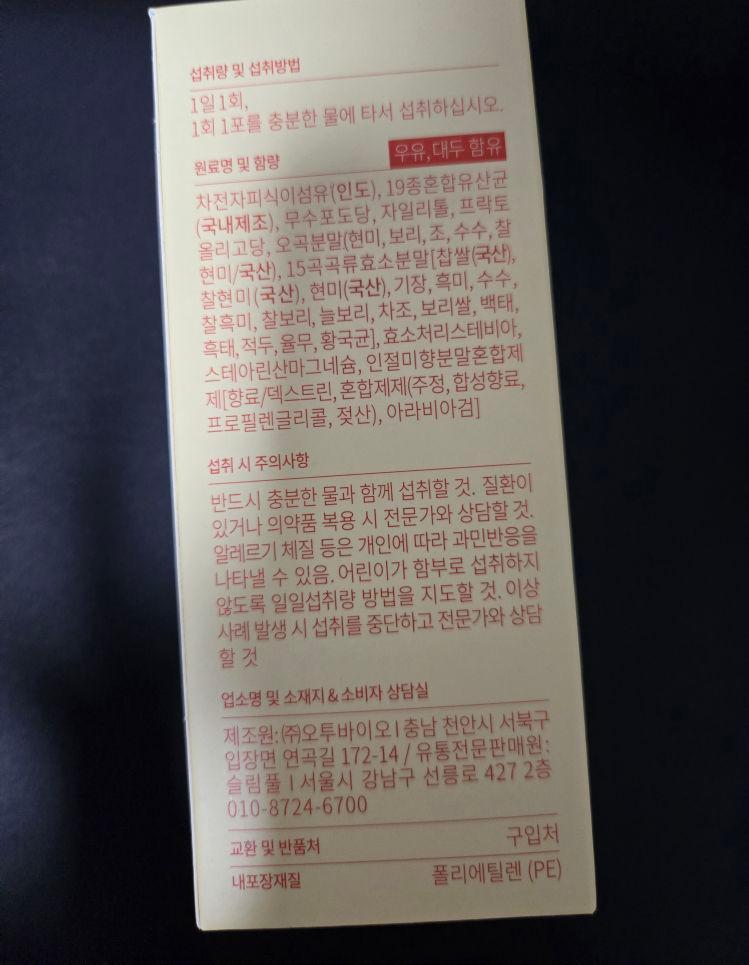 섭취량 및 섭취방법
1일 1회,
1회 1포를 충분한 물에 타서 섭취하십시오.
원료명 및 함량
우유, 대두 함유
차전자피식이섬유(인도), 19종혼합유산균
(국내제조), 무수포도당, 자일리톨, 프락토
올리고당, 오곡분말(현미, 보리, 조, 수수, 찰
현미/국산), 15곡곡류효소분말[찹쌀(국산),
찰현미(국산), 현미(국산), 기장, 흑미, 수수,
찰흑미, 찰보리, 늘보리, 차조, 보리쌀, 백태,
흑태, 적두, 율무, 황국균], 효소처리스테비아,
스테아린산마그네슘, 인절미향분말혼합제
제[향료/덱스트린, 혼합제제(주정, 합성향료,
프로필렌글리콜, 젖산), 아라비아검]
섭취 시 주의사항
반드시 충분한 물과 함께 섭취할 것. 질환이
있거나 의약품 복용 시 전문가와 상담할 것.
알레르기 체질 등은 개인에 따라 과민반응을
나타낼 수 있음. 어린이가 함부로 섭취하지
않도록 일일섭취량 방법을 지도할 것. 이상
사례 발생 시 섭취를 중단하고 전문가와 상담
할 것
업소명 및 소재지 & 소비자 상담실
제조원: ㈜오투바이오 I 충남 천안시 서북구
입장면 연곡길 172-14 / 유통전문판매원:
슬림풀 I 서울시 강남구 선릉로 427 2층
010-8724-6700
교환 및 반품처 구입처
내포장재질 폴리에틸렌 (PE)